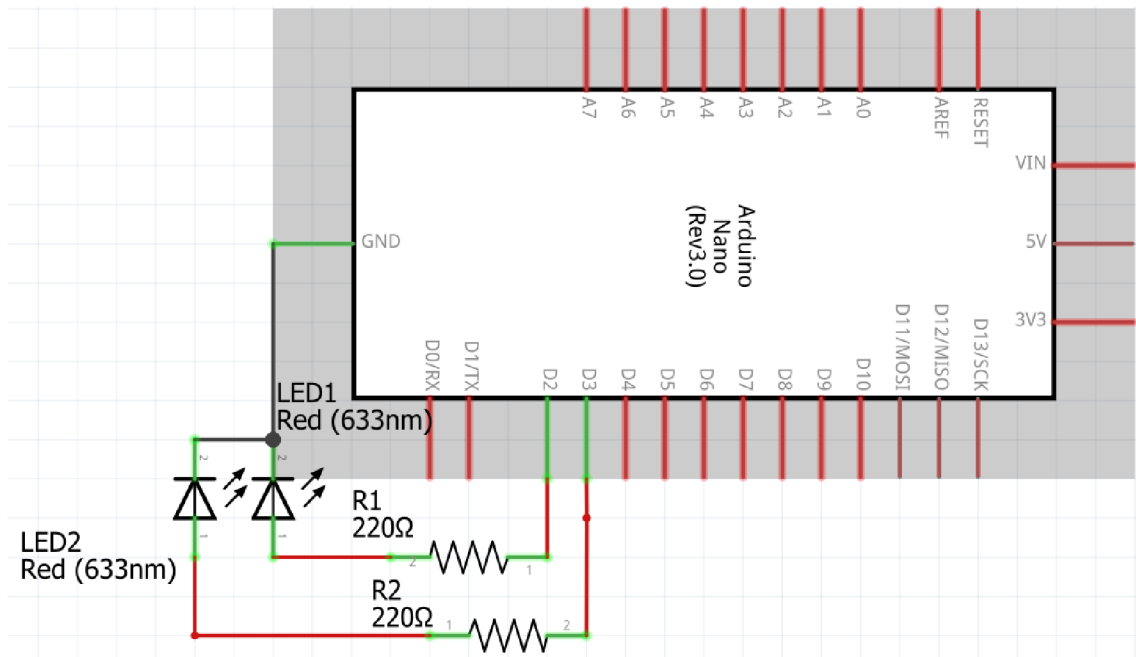 A7
A6
A5
A4
A3
A2
A1
A0
AREF
RESET
VIN
5V
3V3
GND
Arduino
Nano
(Rev3.0)
D0/RX
D1/TX
D2
D3
D4
D5
D6
D7
D8
D9
D10
D11/MOSI
D12/MISO
D13/SCK
LED1
Red (633nm)
2
2
1
1
LED2
Red (633nm)
R1
220Ω
2
1
R2
220Ω
1
2